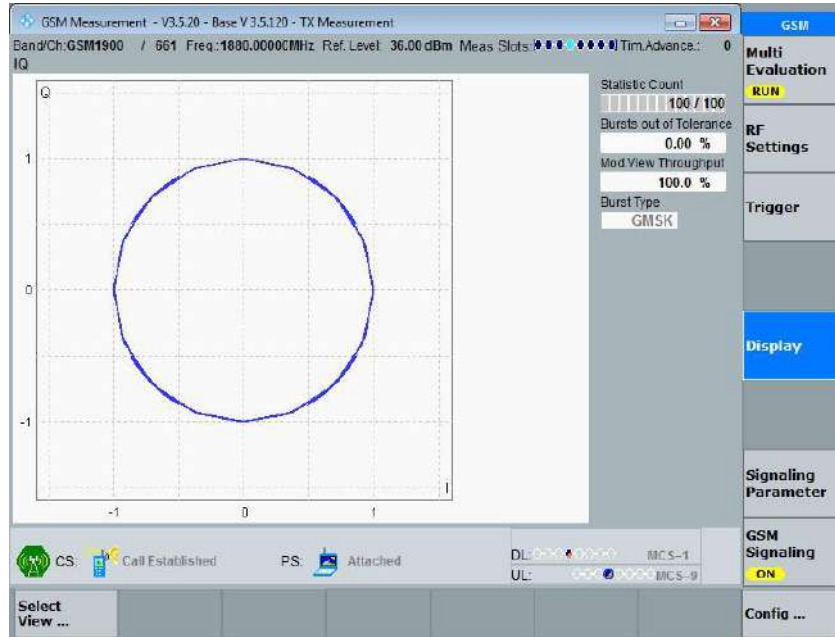 GSM Measurement - V3.5.20 - Base V 3.5.120 - TX Measurement
GSM
Band/Ch:GSM1900 / 661 Freq.:1880.00000MHz Ref. Level: 36.00 dBm Meas Slots: Tim.Advance.: 0
IQ
Multi
Evaluation
RUN
RF
Settings
Trigger
Display
Signaling
Parameter
GSM
Signaling
ON
Config ...
Statistic Count
100 / 100
Bursts out of Tolerance
0.00 %
Mod.View Throughput
100.0 %
Burst Type
GMSK
Q
1
0
-1
I
-1 0 1
CS: Call Established PS: Attached DL: MCS-1
UL: MCS-9
Select
View ...